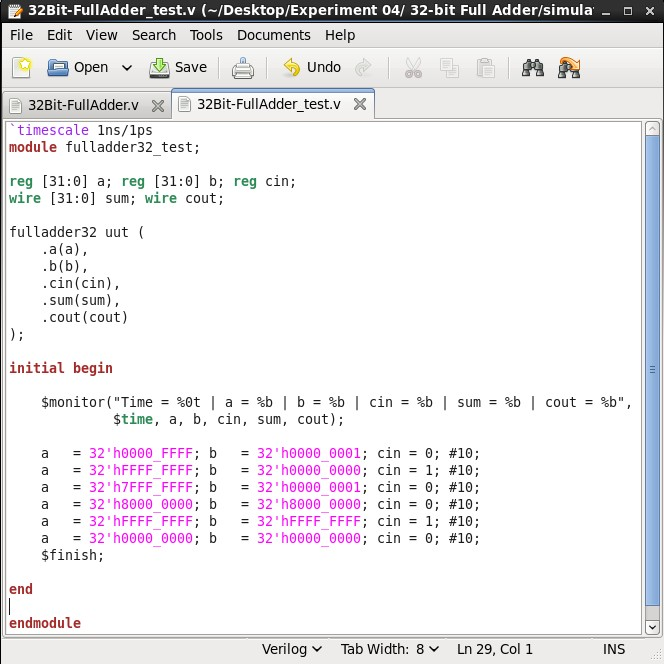 32Bit-FullAdder_test.v (~/Desktop/Experiment 04/ 32-bit Full Adder/simula
File Edit View Search Tools Documents Help
Open Save Undo
32Bit-FullAdder.v 32Bit-FullAdder_test.v
`timescale 1ns/1ps
module fulladder32_test;
reg [31:0] a; reg [31:0] b; reg cin;
wire [31:0] sum; wire cout;
fulladder32 uut (
    .a(a),
    .b(b),
    .cin(cin),
    .sum(sum),
    .cout(cout)
);
initial begin
    $monitor("Time = %0t | a = %b | b = %b | cin = %b | sum = %b | cout = %b",
             $time, a, b, cin, sum, cout);
    a   = 32'h0000_FFFF; b   = 32'h0000_0001; cin = 0; #10;
    a   = 32'hFFFF_FFFF; b   = 32'h0000_0000; cin = 1; #10;
    a   = 32'h7FFF_FFFF; b   = 32'h0000_0001; cin = 0; #10;
    a   = 32'h8000_0000; b   = 32'h8000_0000; cin = 0; #10;
    a   = 32'hFFFF_FFFF; b   = 32'hFFFF_FFFF; cin = 1; #10;
    a   = 32'h0000_0000; b   = 32'h0000_0000; cin = 0; #10;
    $finish;
end
endmodule
Verilog Tab Width: 8 Ln 29, Col 1 INS